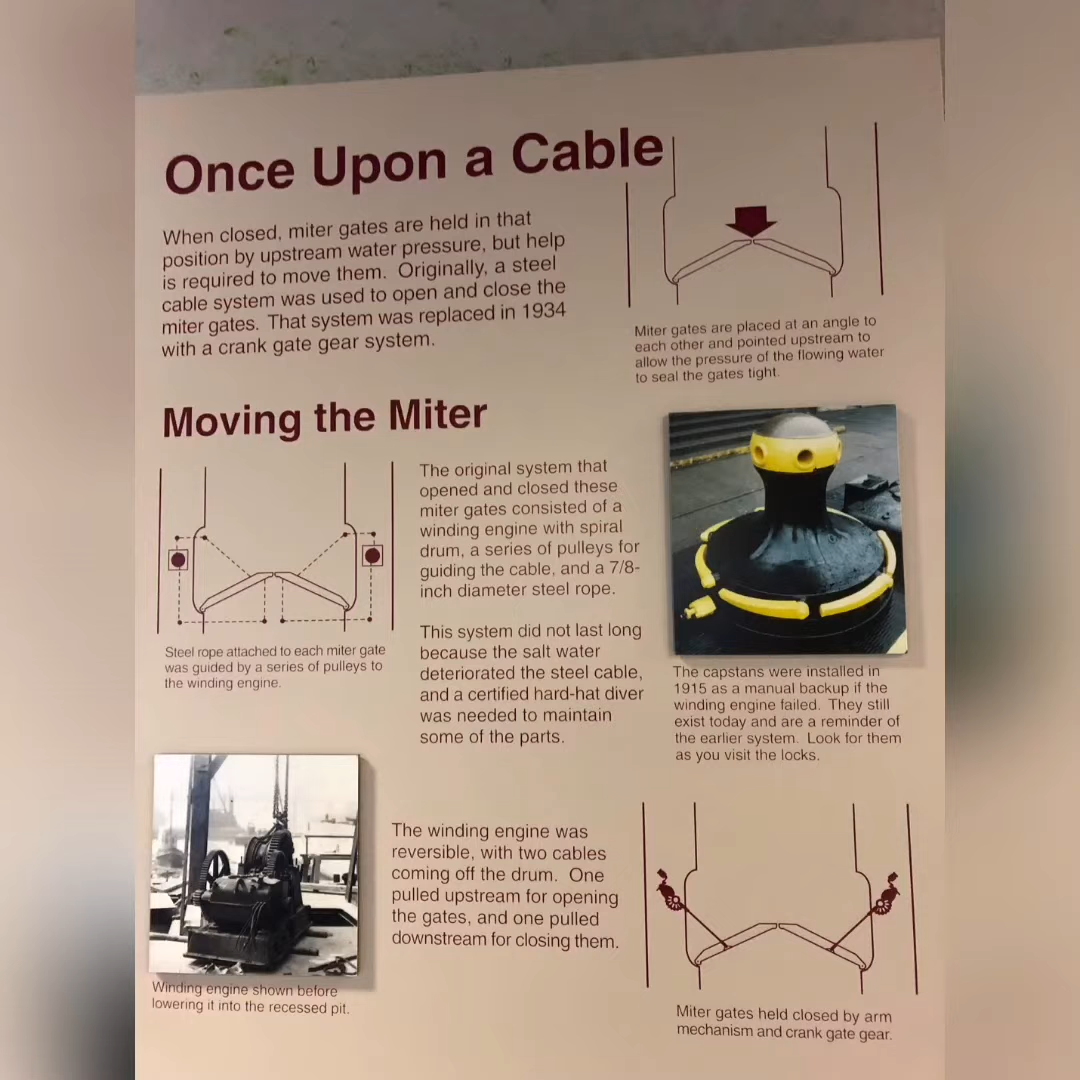 Once Upon a Cable
When closed, miter gates are held in that
position by upstream water pressure, but help
is required to move them. Originally, a steel
cable system was used to open and close the
miter gates. That system was replaced in 1934
with a crank gate gear system.
Miter gates are placed at an angle to
each other and pointed upstream to
allow the pressure of the flowing water
to seal the gates tight.
Moving the Miter
Steel rope attached to each miter gate
was guided by a series of pulleys to
the winding engine.
The original system that
opened and closed these
miter gates consisted of a
winding engine with spiral
drum, a series of pulleys for
guiding the cable, and a 7/8-
inch diameter steel rope.
This system did not last long
because the salt water
deteriorated the steel cable,
and a certified hard-hat diver
was needed to maintain
some of the parts.
The capstans were installed in
1915 as a manual backup if the
winding engine failed. They still
exist today and are a reminder of
the earlier system. Look for them
as you visit the locks.
Winding engine shown before
lowering it into the recessed pit.
The winding engine was
reversible, with two cables
coming off the drum. One
pulled upstream for opening
the gates, and one pulled
downstream for closing them.
Miter gates held closed by arm
mechanism and crank gate gear.